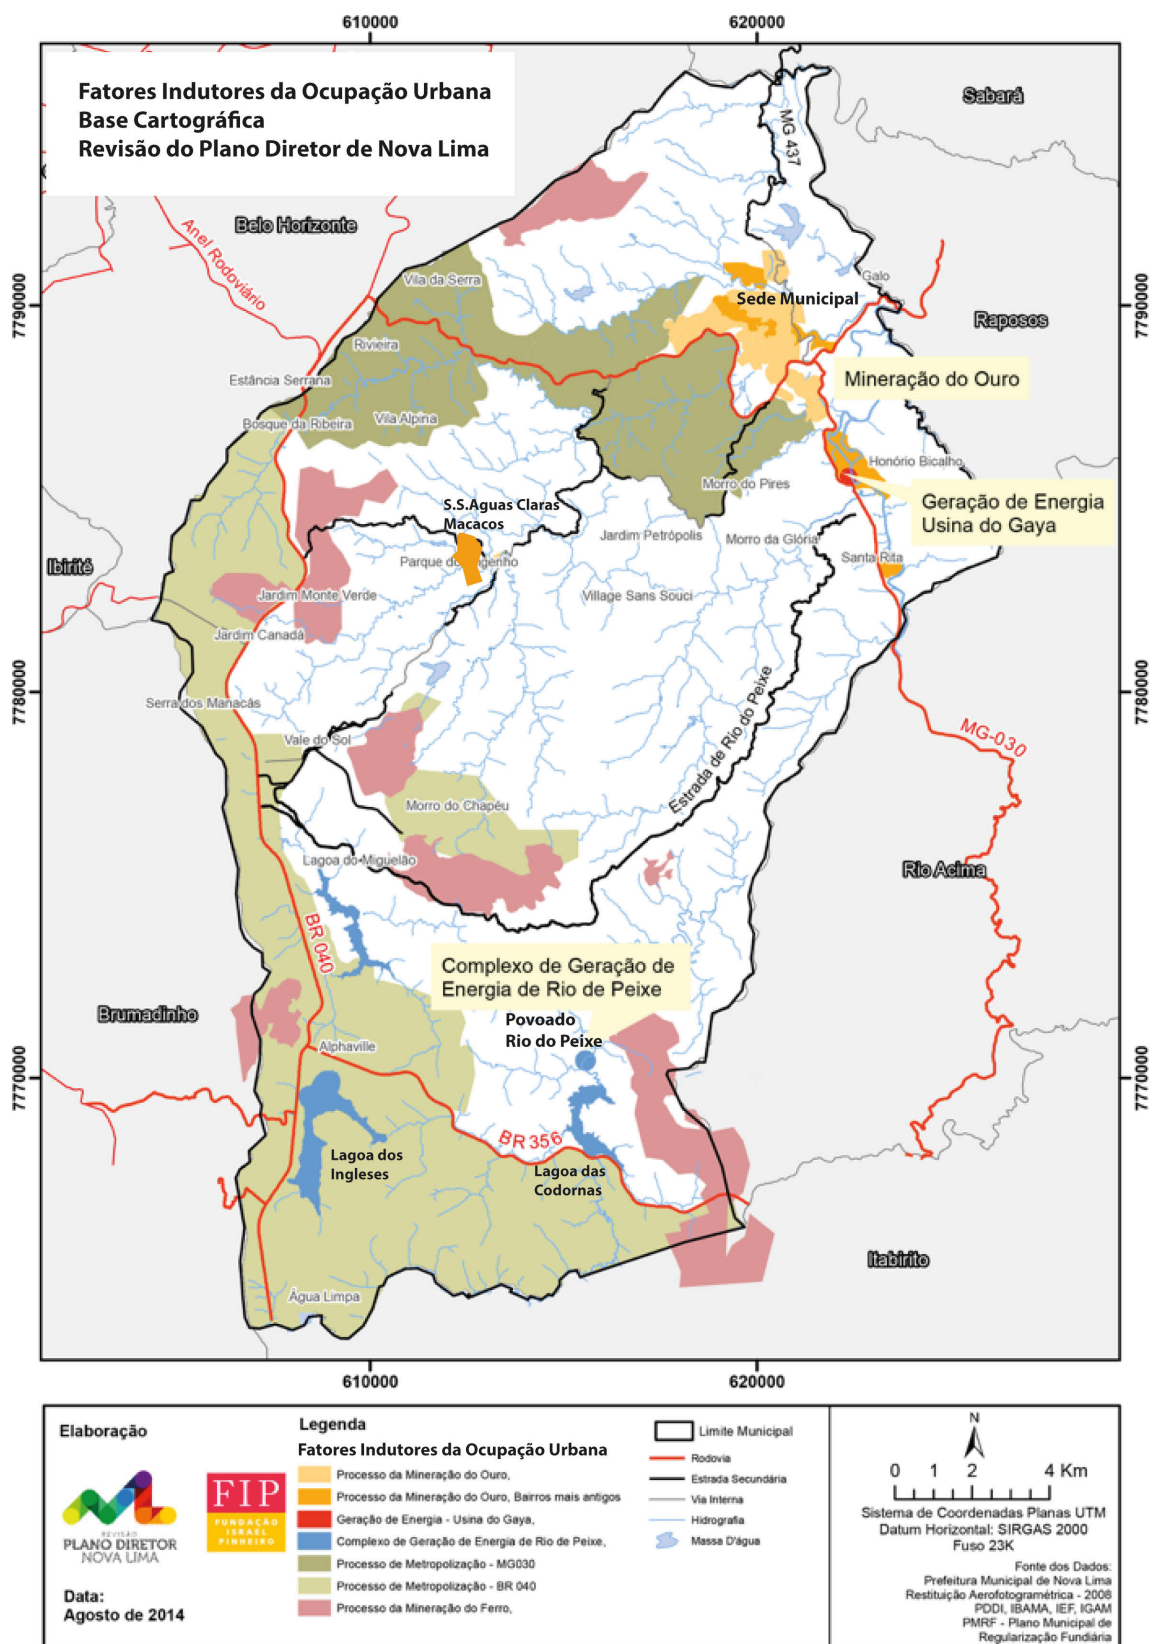 610000
620000
Fatores Indutores da Ocupação Urbana
Base Cartográfica
Revisão do Plano Diretor de Nova Lima
Sabará
MG 437
Belo Horizonte
Anel Rodoviário
Vila da Serra
Galo
7790000
Sede Municipal
7790000
Raposos
Rivieira
Estância Serrana
Mineração do Ouro
Bosque da Ribeira
Vila Alpina
Honório Bicalho
Morro do Pires
S.S.Aguas Claras
Macacos
Geração de Energia
Usina do Gaya
Jardim Petrópolis
Morro da Glória
Ibirité
Parque do Engenho
Santa Rita
Jardim Monte Verde
Village Sans Souci
Jardim Canadá
7780000
Serra dos Manacás
7780000
Vale do Sol
Estrada de Rio do Peixe
MG-030
Morro do Chapéu
Lagoa do Miguelão
Rio Acima
BR 040
Complexo de Geração de
Energia de Rio de Peixe
Brumadinho
Povoado
Rio do Peixe
Alphaville
7770000
7770000
BR 356
Lagoa dos
Ingleses
Lagoa das
Codornas
Itabirito
Água Limpa
610000
620000
Elaboração
REVISÃO
PLANO DIRETOR
NOVA LIMA
FIP
FUNDAÇÃO
ISRAEL
PINHEIRO
Data:
Agosto de 2014
Legenda
Fatores Indutores da Ocupação Urbana
Processo da Mineração do Ouro,
Processo da Mineração do Ouro, Bairros mais antigos
Geração de Energia - Usina do Gaya,
Complexo de Geração de Energia de Rio de Peixe,
Processo de Metropolização - MG030
Processo de Metropolização - BR 040
Processo da Mineração do Ferro,
Limite Municipal
Rodovia
Estrada Secundária
Via Interna
Hidrografia
Massa D'água
N
0 1 2 4 Km
Sistema de Coordenadas Planas UTM
Datum Horizontal: SIRGAS 2000
Fuso 23K
Fonte dos Dados:
Prefeitura Municipal de Nova Lima
Restituição Aerofotogramétrica - 2008
PDDI, IBAMA, IEF, IGAM
PMRF - Plano Municipal de
Regularização Fundiária